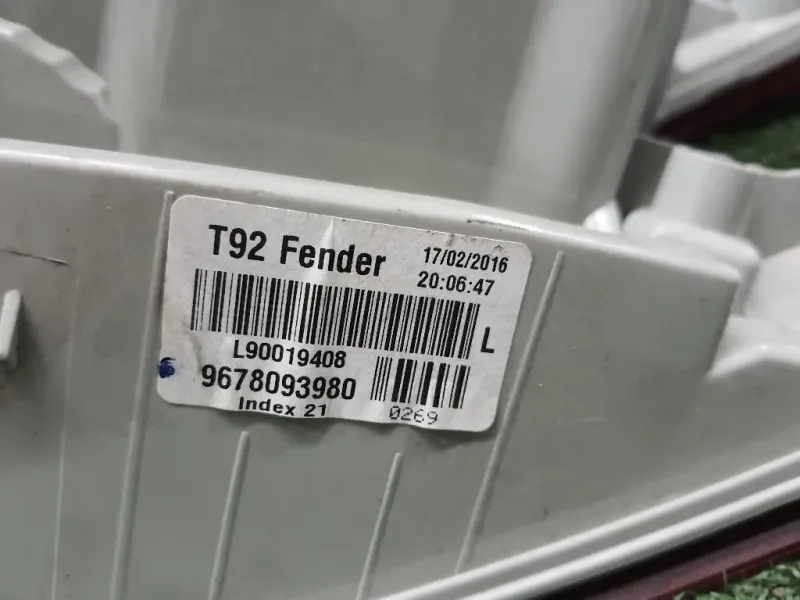 T92 Fender 17/02/2016
20:06:47
L
L90019408
9678093980
Index 21 0269